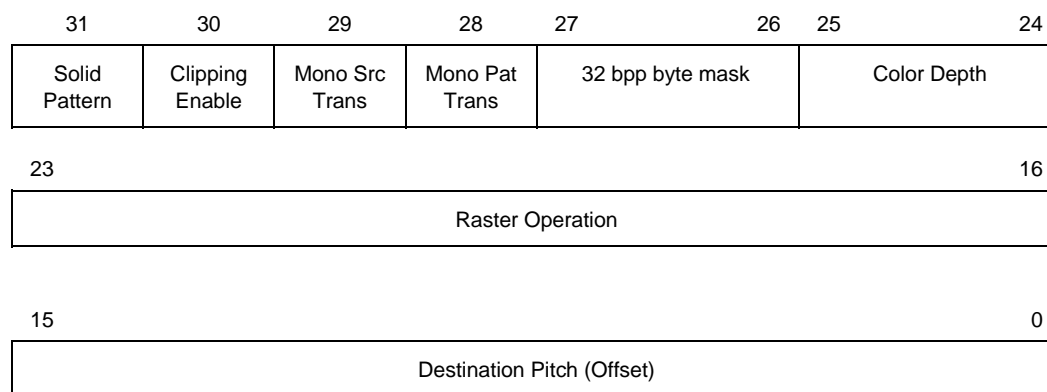 31 30 29 28 27 26 25 24
Solid Clipping Mono Src Mono Pat 32 bpp byte mask Color Depth
Pattern Enable Trans Trans
23 16
Raster Operation
15 0
Destination Pitch (Offset)